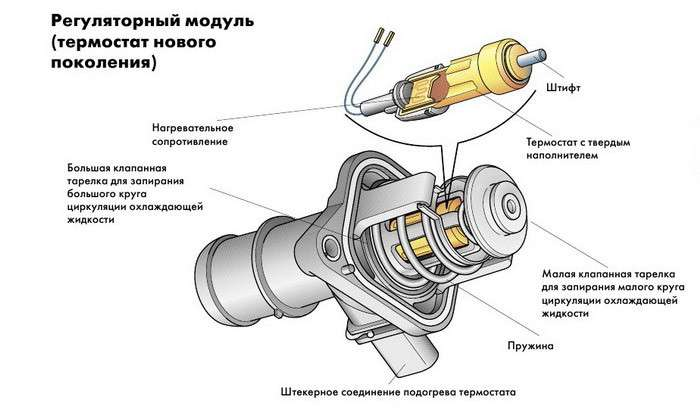 Регуляторный модуль
(термостат нового
поколения)
Штифт
Нагревательное
сопротивление
Термостат с твердым
наполнителем
Большая клапанная
тарелка для запирания
большого круга
циркуляции охлаждающей
жидкости
Малая клапанная тарелка
для запирания малого круга
циркуляции охлаждающей
жидкости
Пружина
Штекерное соединение подогрева термостата